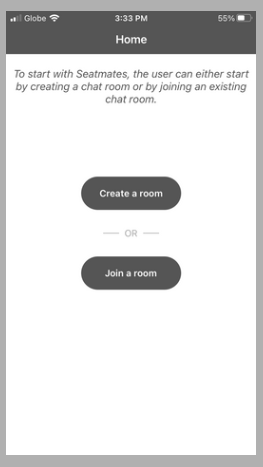 Globe 3:33 PM 55%
Home
To start with Seatmates, the user can either start
by creating a chat room or by joining an existing
chat room.
Create a room
OR
Join a room